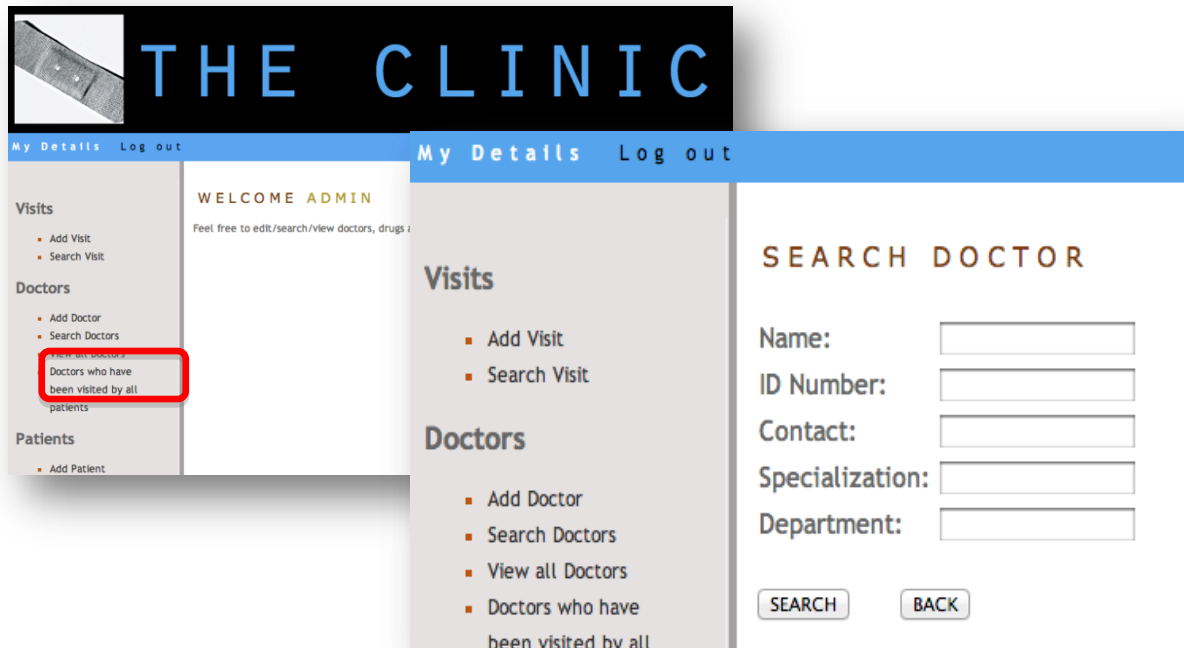 THE CLINIC
My Details Log out
Visits
Add Visit
Search Visit
Doctors
Add Doctor
Search Doctors
View all Doctors
Doctors who have
been visited by all
patients
Patients
Add Patient
WELCOME ADMIN
Feel free to edit/search/view doctors, drugs
My Details Log out
Visits
Add Visit
Search Visit
Doctors
Add Doctor
Search Doctors
View all Doctors
Doctors who have
been visited by all
SEARCH DOCTOR
Name:
ID Number:
Contact:
Specialization:
Department:
SEARCH BACK